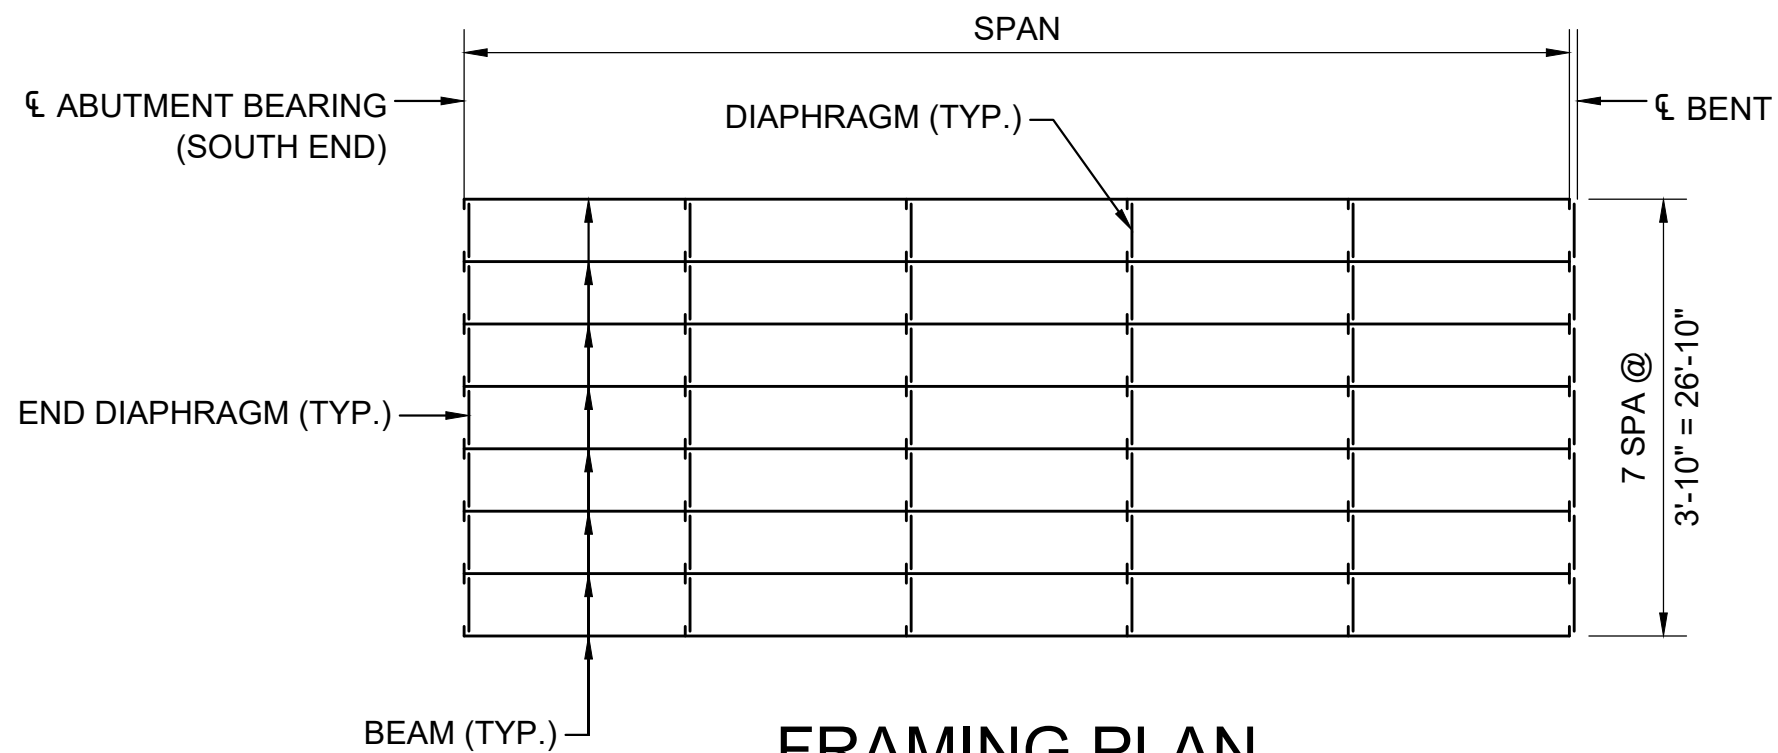 SPAN
℄ ABUTMENT BEARING
(SOUTH END)
DIAPHRAGM (TYP.)
℄ BENT
END DIAPHRAGM (TYP.)
7 SPA @
3'-10" = 26'-10"
BEAM (TYP.)
FRAMING PLAN